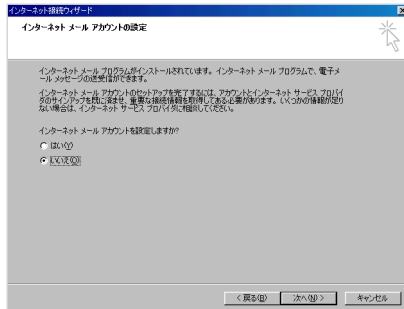 インターネット接続ウィザード
インターネット メール アカウントの設定
インターネット メール プログラムがインストールされています。インターネット メール プログラムで、電子メ
ール メッセージの送受信ができます。
インターネット メール アカウントのセットアップを完了するには、アカウントとインターネット サービス プロバイ
ダのサインアップを既に済ませ、重要な接続情報を取得してある必要があります。いくつかの情報が足り
ない場合は、インターネット サービス プロバイダに相談してください。
インターネット メール アカウントを設定しますか?
はい(Y)
いいえ(O)
< 戻る(B)
次へ(N) >
キャンセル